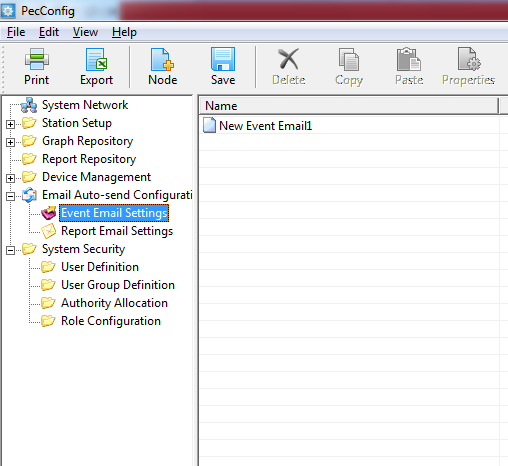 PecConfig
File Edit View Help
Print Export Node Save Delete Copy Paste Properties
System Network
Station Setup
Graph Repository
Report Repository
Device Management
Email Auto-send Configurati
Event Email Settings
Report Email Settings
System Security
User Definition
User Group Definition
Authority Allocation
Role Configuration
Name
New Event Email1